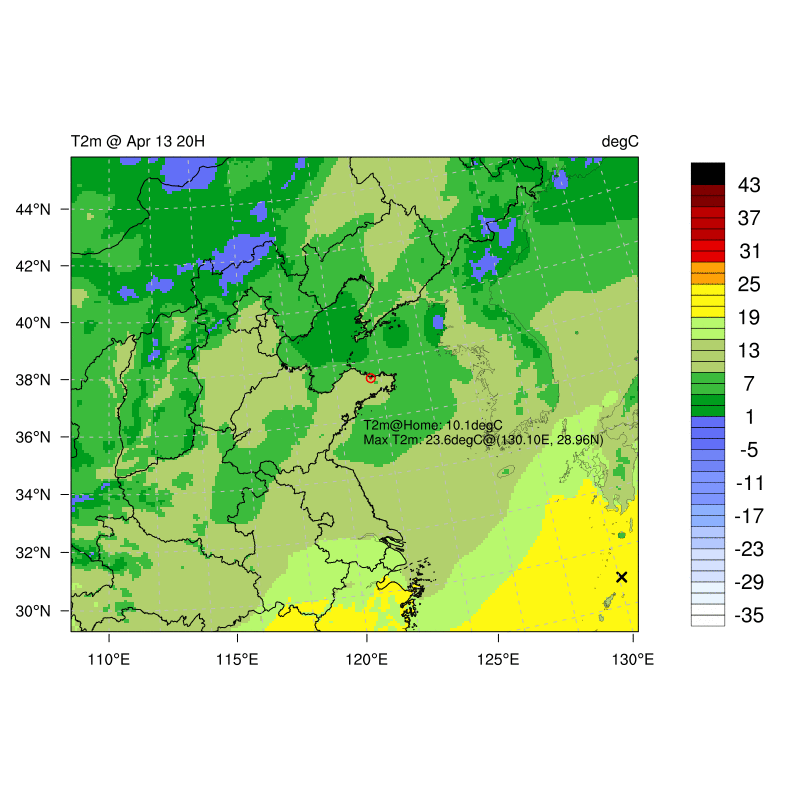 T2m @ Apr 13 20H degC
44°N
42°N
40°N
38°N
36°N
34°N
32°N
30°N
T2m@Home: 10.1degC
Max T2m: 23.6degC@(130.10E, 28.96N)
110°E 115°E 120°E 125°E 130°E
43
37
31
25
19
13
7
1
-5
-11
-17
-23
-29
-35